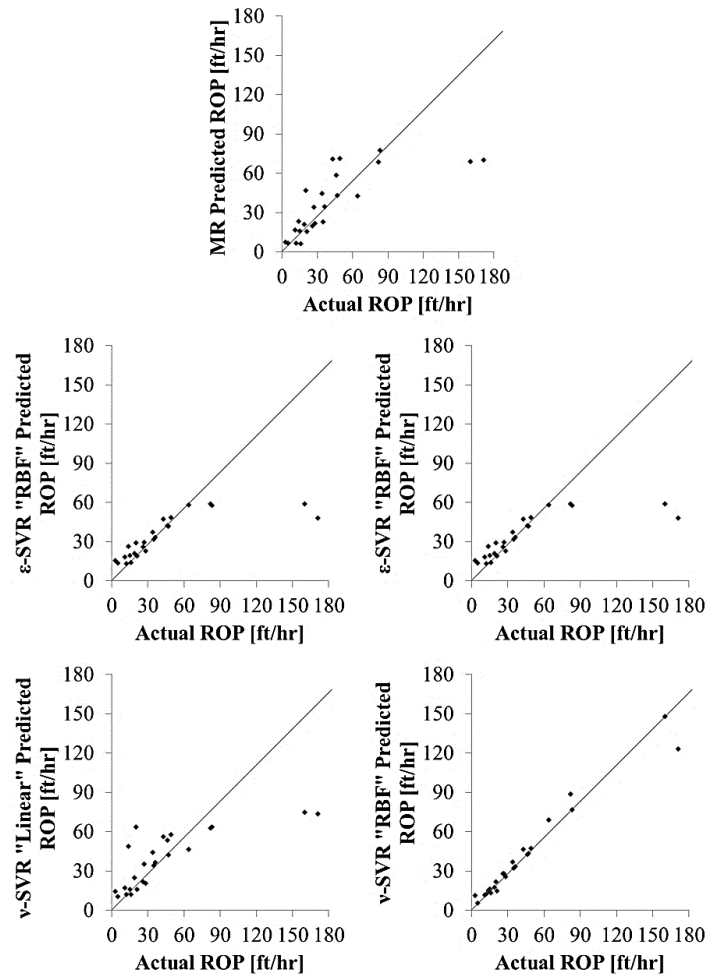 MR Predicted ROP [ft/hr]
180
150
120
90
60
30
0
0 30 60 90 120 150 180
Actual ROP [ft/hr]
ε-SVR "RBF" Predicted
ROP [ft/hr]
180
150
120
90
60
30
0
0 30 60 90 120 150 180
Actual ROP [ft/hr]
ε-SVR "RBF" Predicted
ROP [ft/hr]
180
150
120
90
60
30
0
0 30 60 90 120 150 180
Actual ROP [ft/hr]
ν-SVR "Linear" Predicted
ROP [ft/hr]
180
150
120
90
60
30
0
0 30 60 90 120 150 180
Actual ROP [ft/hr]
ν-SVR "RBF" Predicted
ROP [ft/hr]
180
150
120
90
60
30
0
0 30 60 90 120 150 180
Actual ROP [ft/hr]